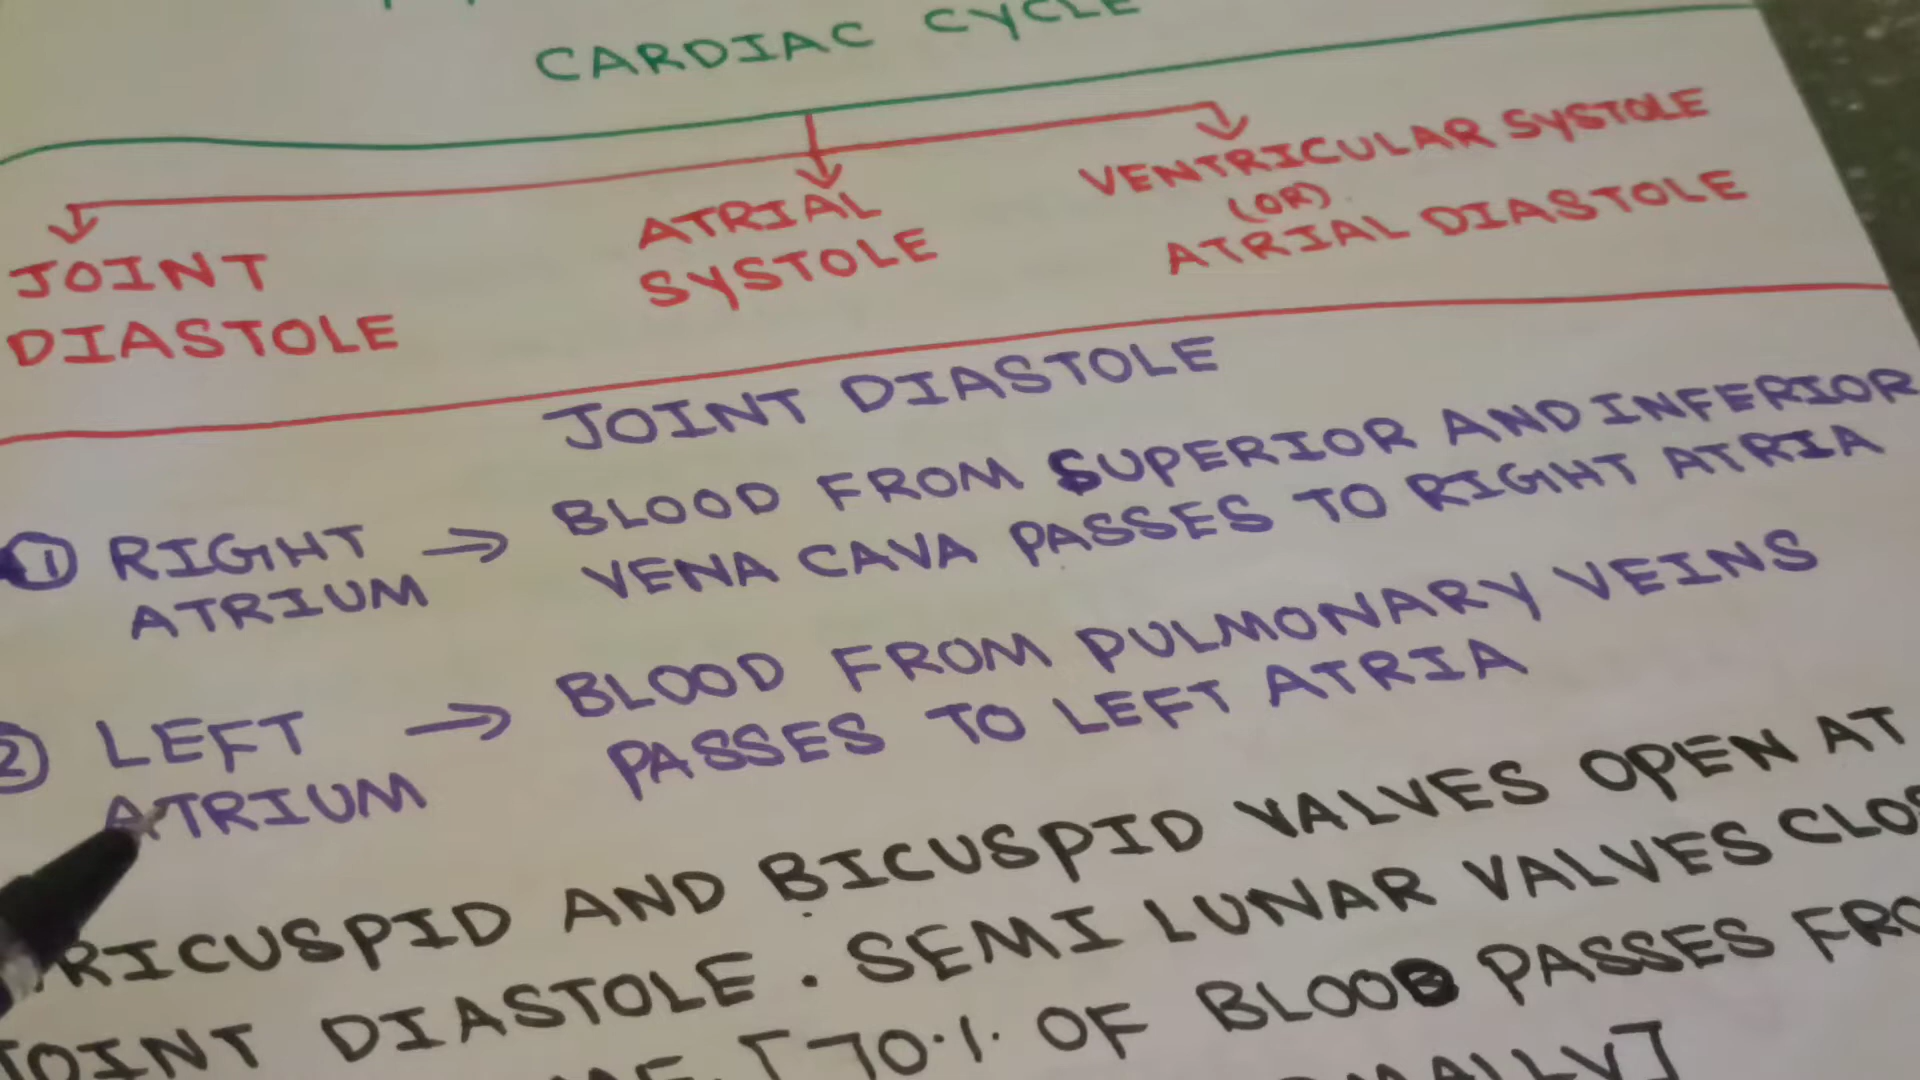 CARDIAC CYCLE
JOINT DIASTOLE
ATRIAL SYSTOLE
VENTRICULAR SYSTOLE
(OR)
ATRIAL DIASTOLE
JOINT DIASTOLE
1 RIGHT ATRIUM → BLOOD FROM SUPERIOR AND INFERIOR
VENA CAVA PASSES TO RIGHT ATRIA
2 LEFT ATRIUM → BLOOD FROM PULMONARY VEINS
PASSES TO LEFT ATRIA
RICUSPID AND BICUSPID VALVES OPEN AT
JOINT DIASTOLE. SEMI LUNAR VALVES CLOS
[70.1. OF BLOOD PASSES FRO